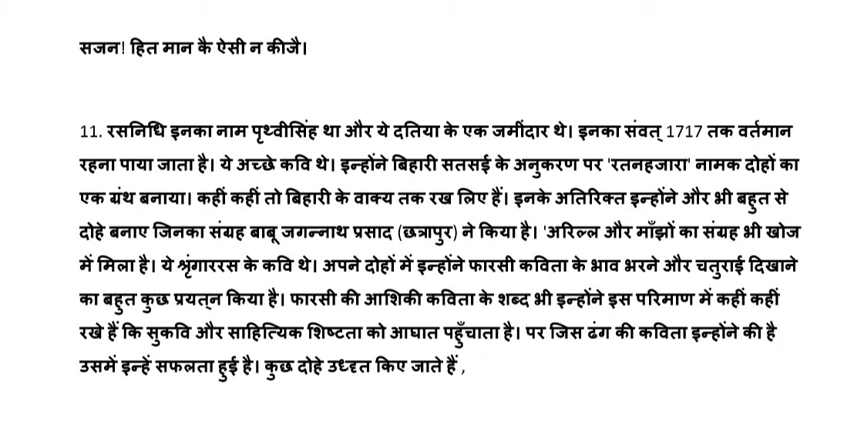 सजन! हित मान कै ऐसी न कीजै।
11. रसनिधि इनका नाम पृथ्वीसिंह था और ये दतिया के एक जमींदार थे। इनका संवत् 1717 तक वर्तमान
रहना पाया जाता है। ये अच्छे कवि थे। इन्होंने बिहारी सतसई के अनुकरण पर 'रतनहजारा' नामक दोहों का
एक ग्रंथ बनाया। कहीं कहीं तो बिहारी के वाक्य तक रख लिए हैं। इनके अतिरिक्त इन्होंने और भी बहुत से
दोहे बनाए जिनका संग्रह बाबू जगन्नाथ प्रसाद (छत्रापुर) ने किया है। 'अरिल्ल और माँझों का संग्रह भी खोज
में मिला है। ये श्रृंगाररस के कवि थे। अपने दोहों में इन्होंने फारसी कविता के भाव भरने और चतुराई दिखाने
का बहुत कुछ प्रयत्न किया है। फारसी की आशिकी कविता के शब्द भी इन्होंने इस परिमाण में कहीं कहीं
रखे हैं कि सुकवि और साहित्यिक शिष्टता को आघात पहुँचाता है। पर जिस ढंग की कविता इन्होंने की है
उसमें इन्हें सफलता हुई है। कुछ दोहे उध्दृत किए जाते हैं ,